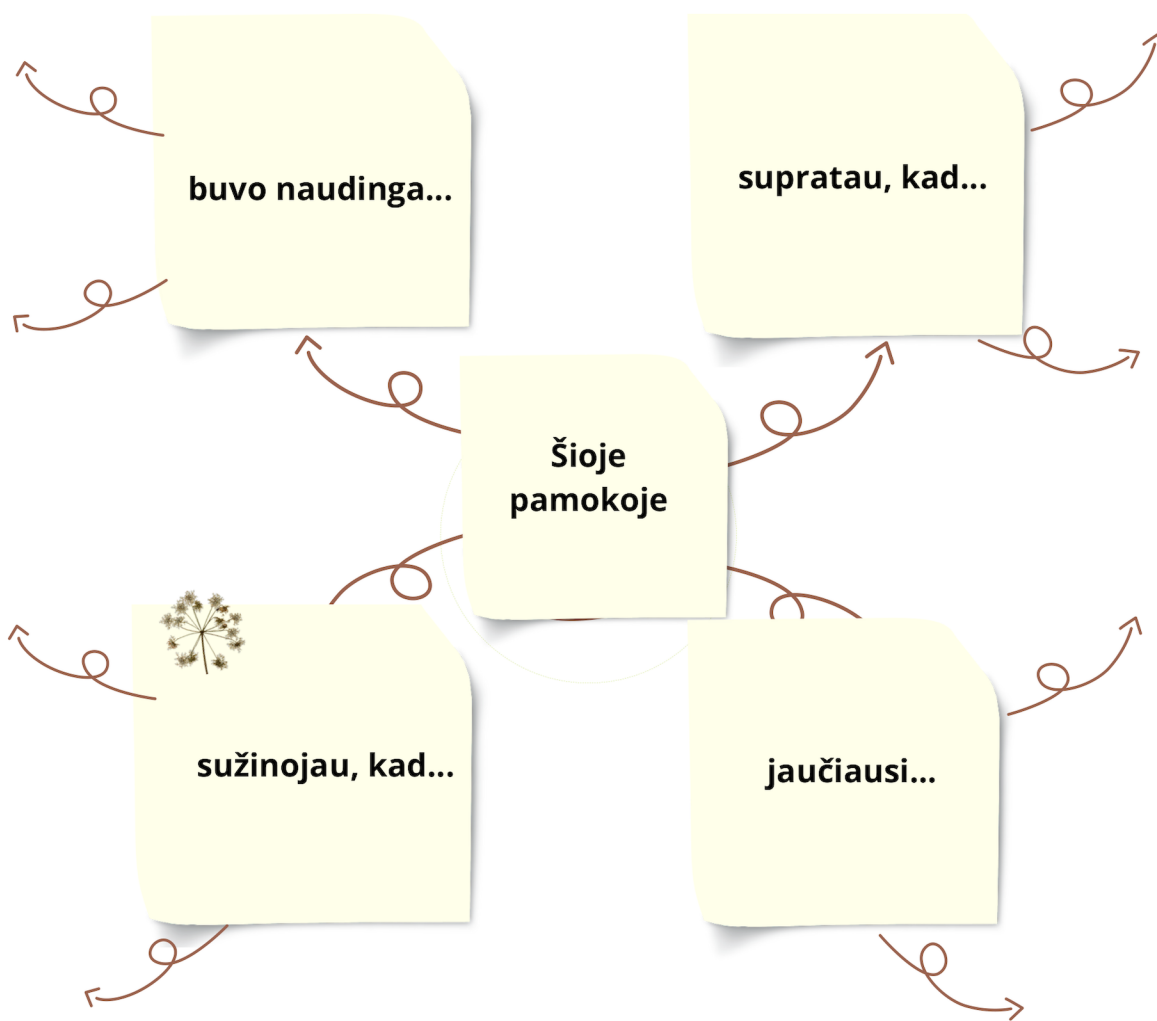 buvo naudinga...
supratau, kad...
Šioje
pamokoje
sužinojau, kad...
jaučiausi...